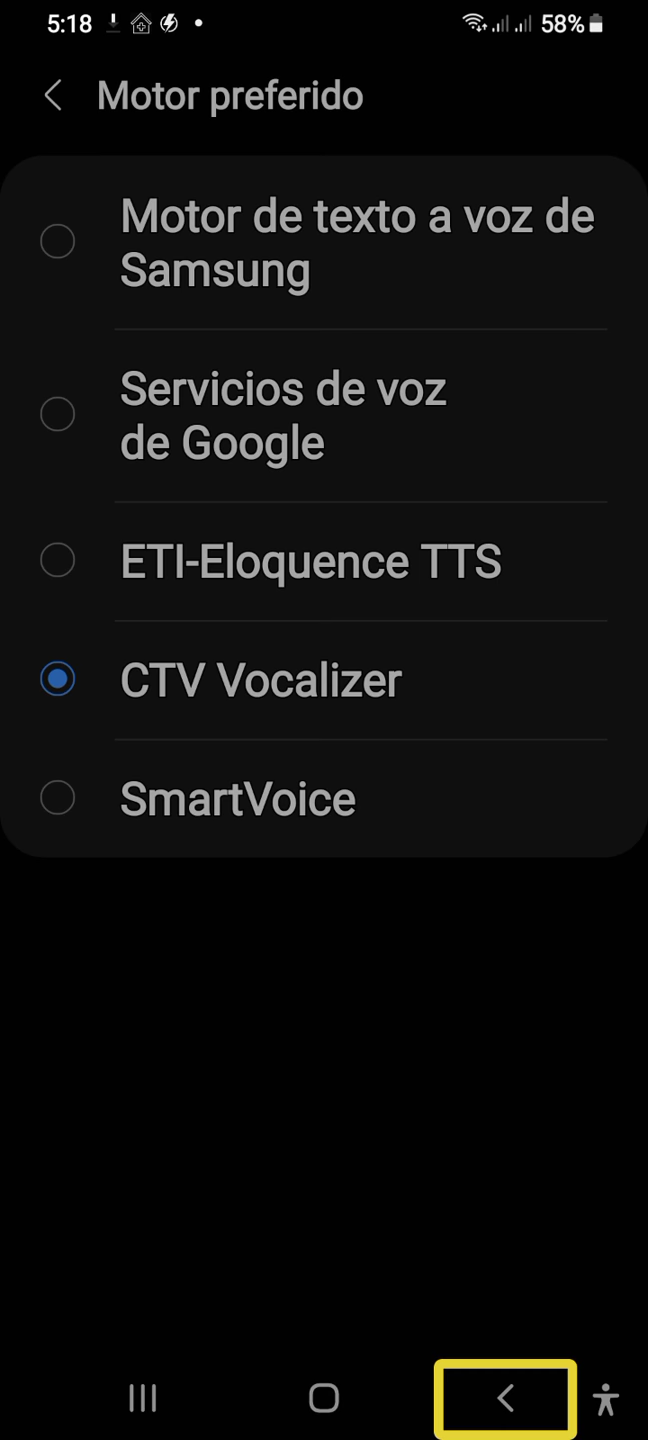 5:18
58%
Motor preferido
Motor de texto a voz de
Samsung
Servicios de voz
de Google
ETI-Eloquence TTS
CTV Vocalizer
SmartVoice